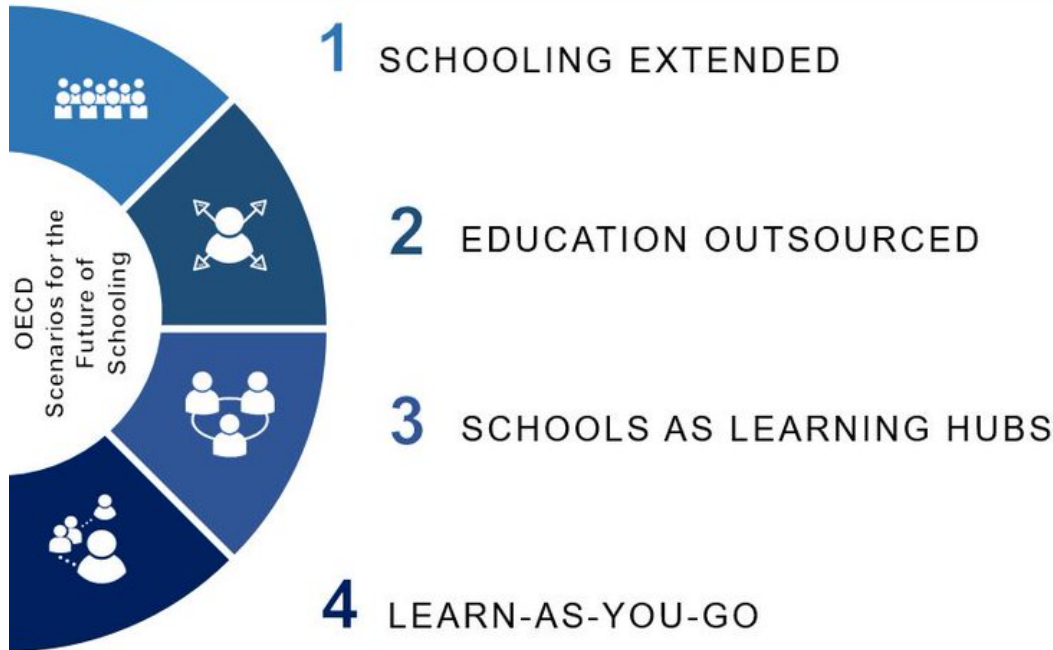 OECD
Scenarios for the
Future of
Schooling
1 SCHOOLING EXTENDED
2 EDUCATION OUTSOURCED
3 SCHOOLS AS LEARNING HUBS
4 LEARN-AS-YOU-GO